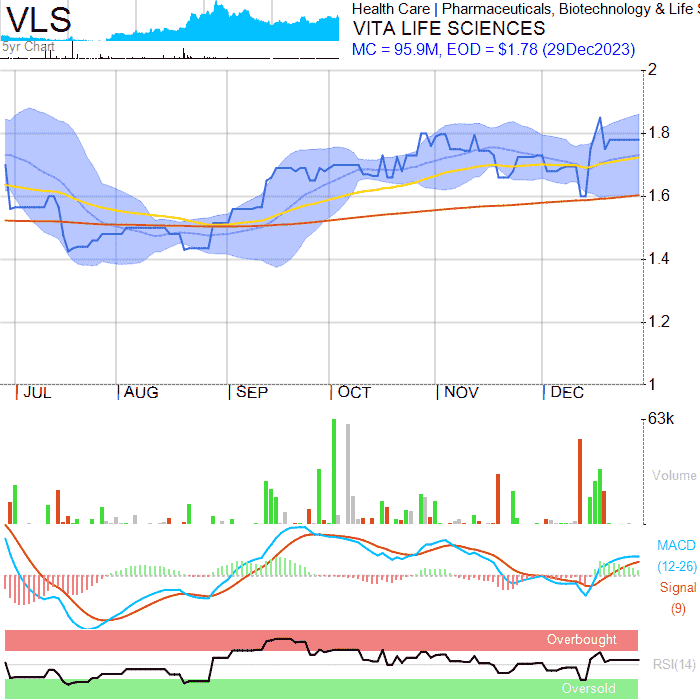 VLS
5yr Chart
Health Care | Pharmaceuticals, Biotechnology & Life S
VITA LIFE SCIENCES
MC = 95.9M, EOD = $1.78 (29Dec2023)
2
1.8
1.6
1.4
1.2
1
JUL AUG SEP OCT NOV DEC
63k
Volume
MACD
(12-26)
Signal
(9)
Overbought
RSI(14)
Oversold